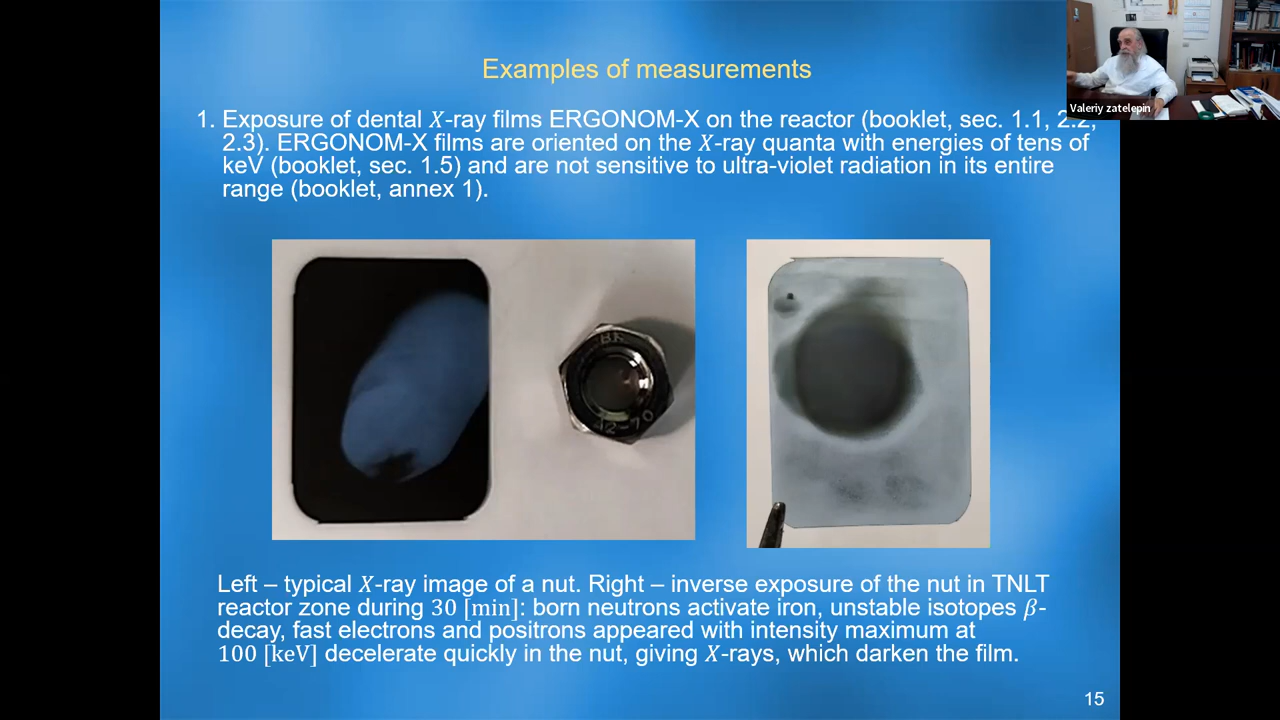 Examples of measurements
Valeriy zatelepin
1. Exposure of dental X-ray films ERGONOM-X on the reactor (booklet, sec. 1.1, 2.2,
2.3). ERGONOM-X films are oriented on the X-ray quanta with energies of tens of
keV (booklet, sec. 1.5) and are not sensitive to ultra-violet radiation in its entire
range (booklet, annex 1).
BF
42-70
Left – typical X-ray image of a nut. Right – inverse exposure of the nut in TNLT
reactor zone during 30 [min]: born neutrons activate iron, unstable isotopes β-
decay, fast electrons and positrons appeared with intensity maximum at
100 [keV] decelerate quickly in the nut, giving X-rays, which darken the film.
15